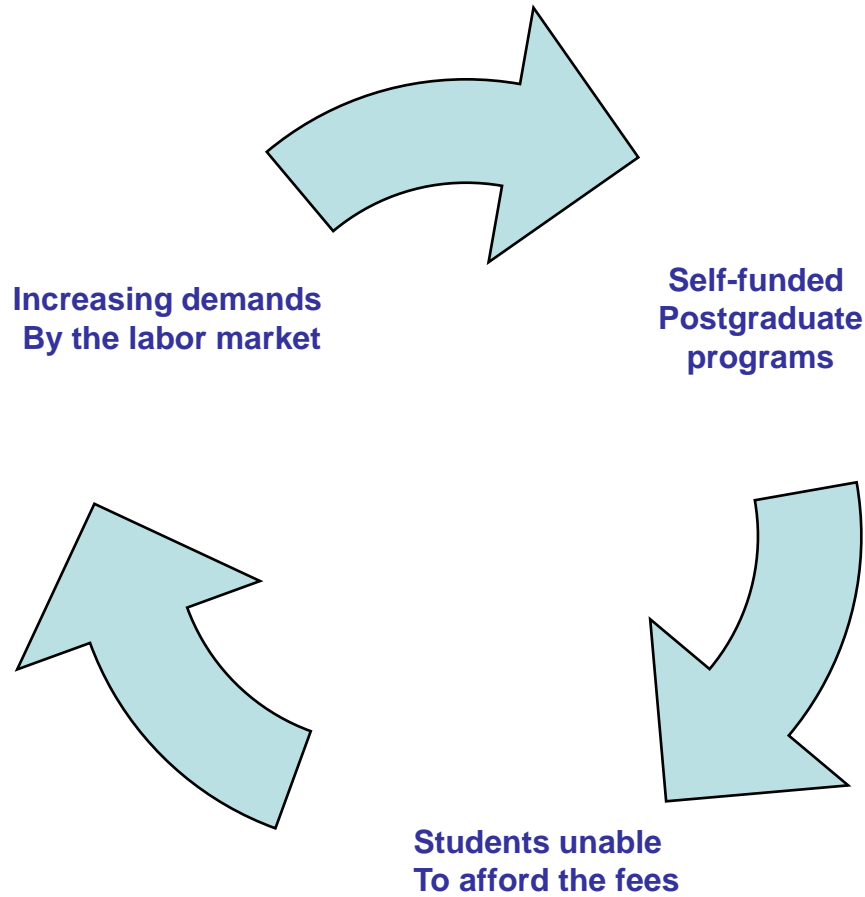 Increasing demands
By the labor market
Self-funded
Postgraduate
programs
Students unable
To afford the fees